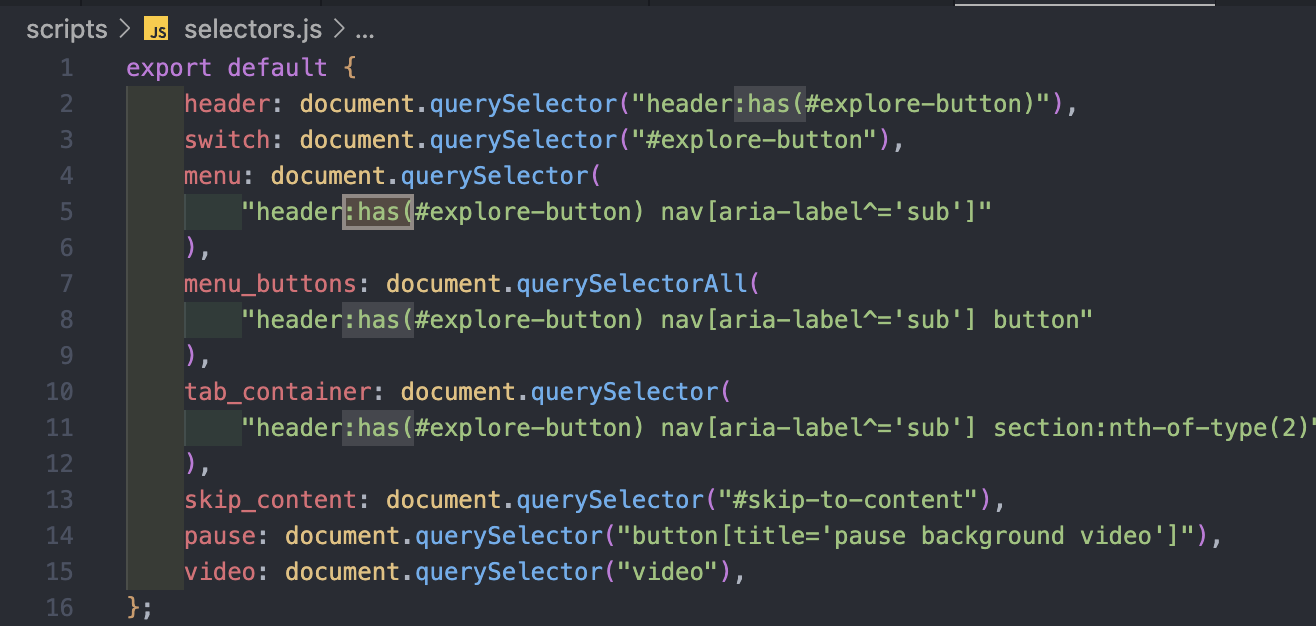 scripts > JS selectors.js > ...
1 export default {
2 header: document.querySelector("header:has(#explore-button)"),
3 switch: document.querySelector("#explore-button"),
4 menu: document.querySelector(
5 "header:has(#explore-button) nav[aria-label^='sub']"
6 ),
7 menu_buttons: document.querySelectorAll(
8 "header:has(#explore-button) nav[aria-label^='sub'] button"
9 ),
10 tab_container: document.querySelector(
11 "header:has(#explore-button) nav[aria-label^='sub'] section:nth-of-type(2)"
12 ),
13 skip_content: document.querySelector("#skip-to-content"),
14 pause: document.querySelector("button[title='pause background video']"),
15 video: document.querySelector("video"),
16 };